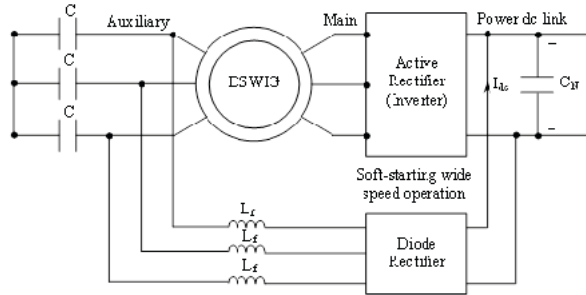 C
Auxiliary
Main
Power dc link
C
C
DSWIG
Active
Rectifier
(inverter)
I_dc
C_N
Soft-starting wide
speed operation
L_f
L_f
L_f
Diode
Rectifier